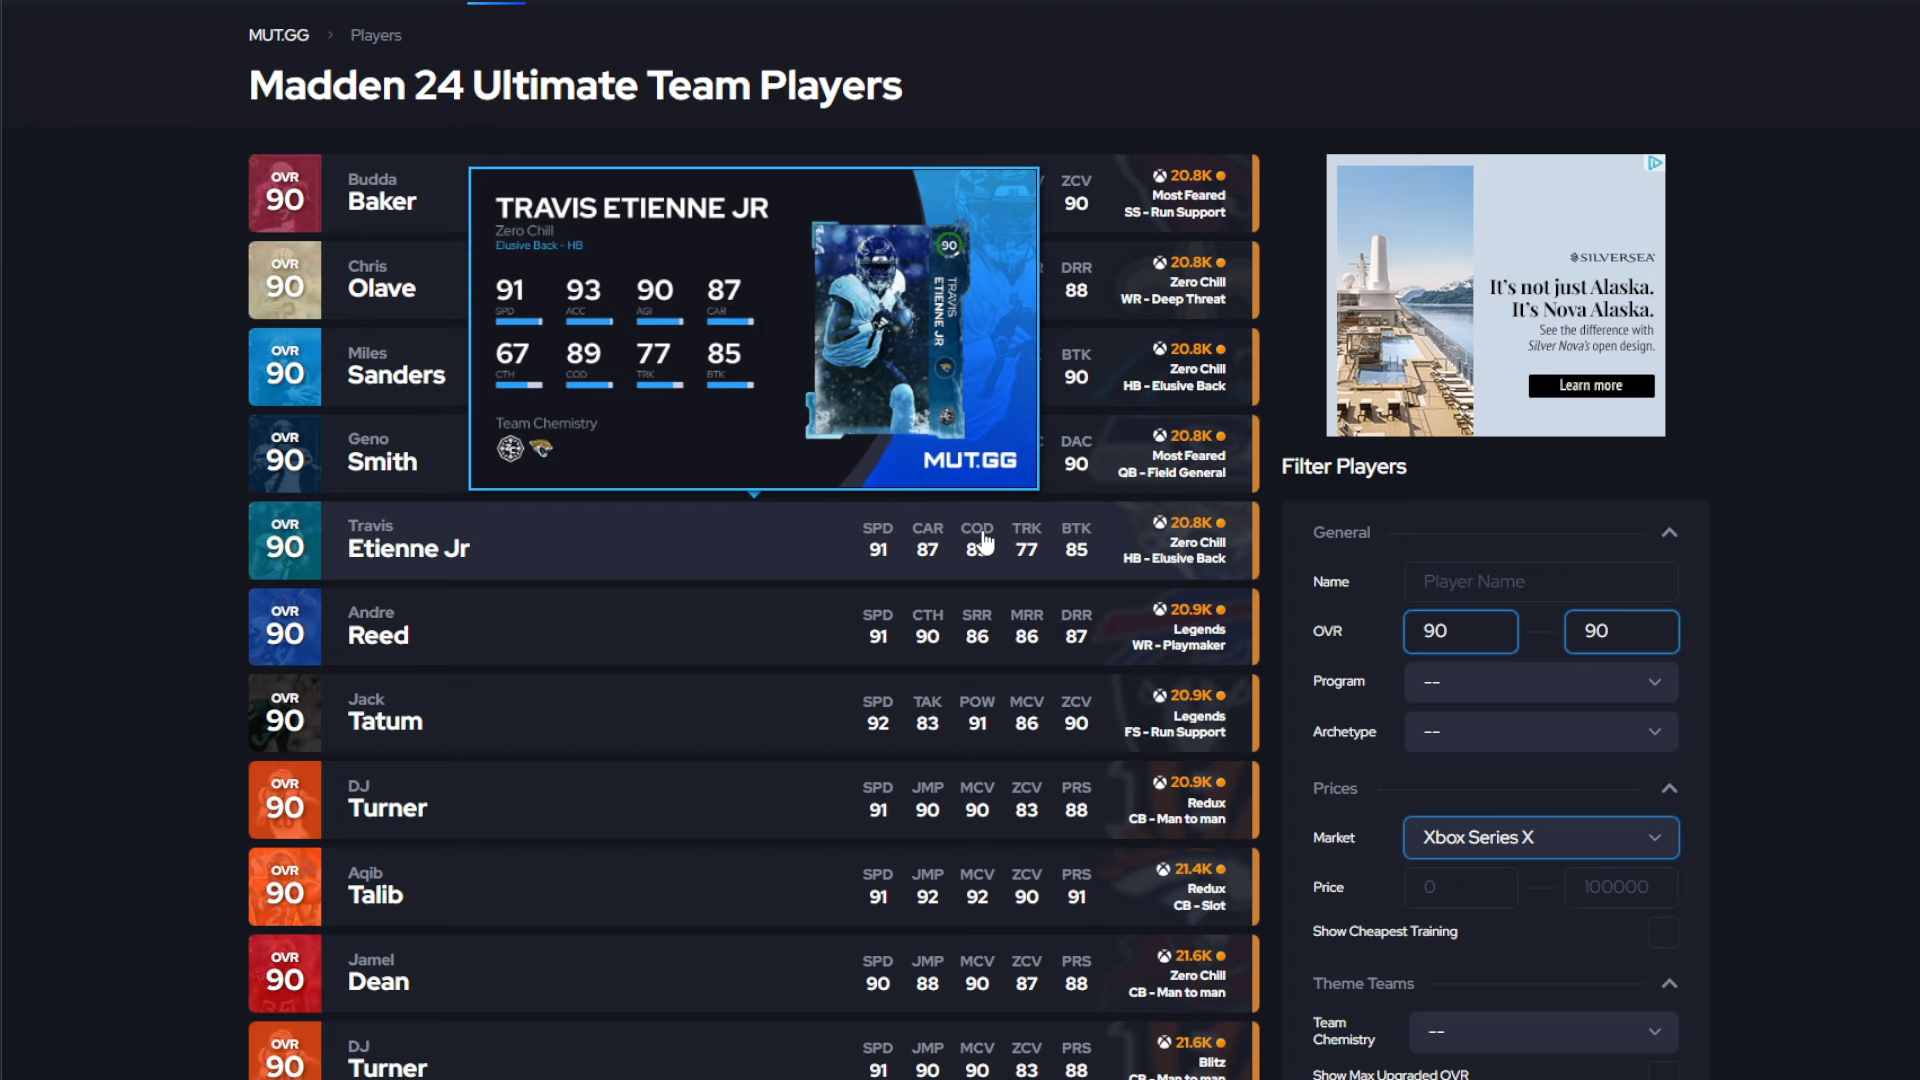 MUT.GG > Players
Madden 24 Ultimate Team Players
OVR 90 Budda Baker
ZCV 90
20.8K
Most Feared
SS - Run Support
OVR 90 Chris Olave
DRR 88
20.8K
Zero Chill
WR - Deep Threat
OVR 90 Miles Sanders
BTK 90
20.8K
Zero Chill
HB - Elusive Back
OVR 90 Geno Smith
DAC 90
20.8K
Most Feared
QB - Field General
TRAVIS ETIENNE JR
Zero Chill
Elusive Back - HB
91 93 90 87
SPD ACC AGI CAR
67 89 77 85
CTH COD TRK BTK
Team Chemistry
90
TRAVIS
ETIENNE JR
MUT.GG
OVR 90 Travis Etienne Jr
SPD CAR COD TRK BTK
91 87 77 85
20.8K
Zero Chill
HB - Elusive Back
OVR 90 Andre Reed
SPD CTH SRR MRR DRR
91 90 86 86 87
20.9K
Legends
WR - Playmaker
OVR 90 Jack Tatum
SPD TAK POW MCV ZCV
92 83 91 86 90
20.9K
Legends
FS - Run Support
OVR 90 DJ Turner
SPD JMP MCV ZCV PRS
91 90 90 83 88
20.9K
Redux
CB - Man to man
OVR 90 Aqib Talib
SPD JMP MCV ZCV PRS
91 92 92 90 91
21.4K
Redux
CB - Slot
OVR 90 Jamel Dean
SPD JMP MCV ZCV PRS
90 88 90 87 88
21.6K
Zero Chill
CB - Man to man
OVR 90 DJ Turner
SPD JMP MCV ZCV PRS
91 90 90 83 88
21.6K
Blitz
CB - Man to man
SILVERSEA
It's not just Alaska.
It's Nova Alaska.
See the difference with
Silver Nova's open design.
Learn more
Filter Players
General
Name Player Name
OVR 90 90
Program --
Archetype --
Prices
Market Xbox Series X
Price 0 100000
Show Cheapest Training
Theme Teams
Team
Chemistry --
Show Max Upgraded OVR